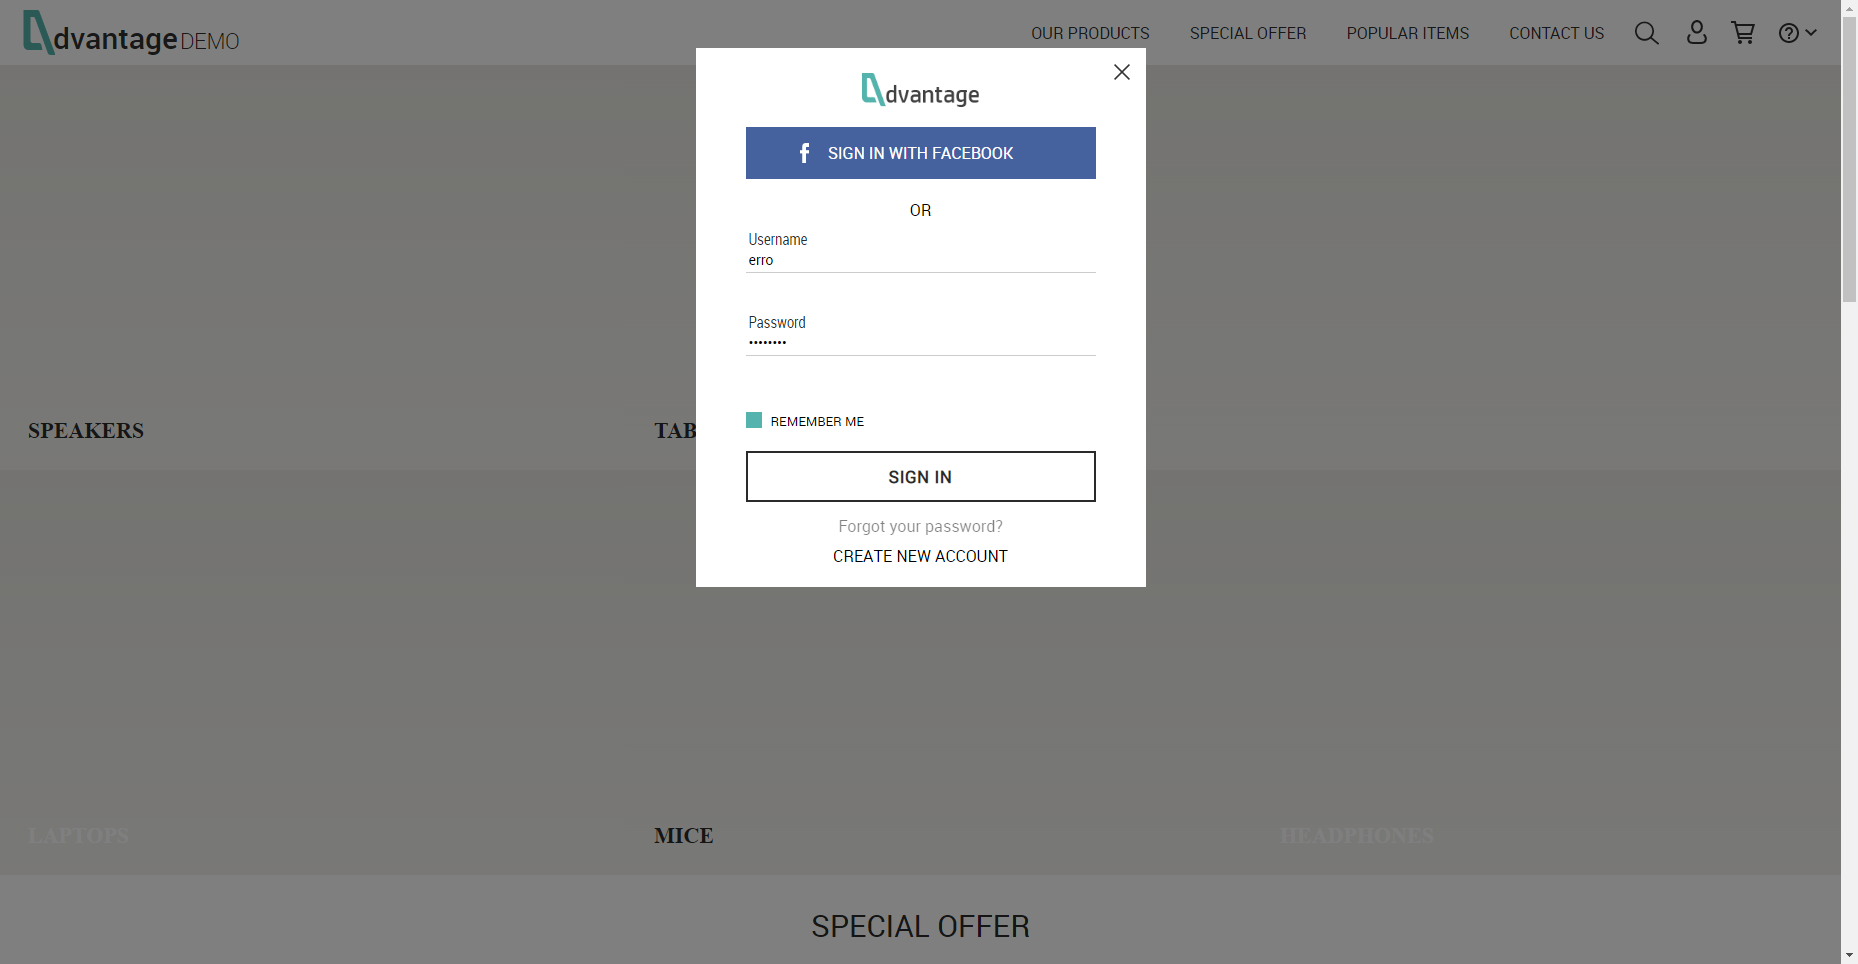 dvantage DEMO
OUR PRODUCTS SPECIAL OFFER POPULAR ITEMS CONTACT US
dvantage
SIGN IN WITH FACEBOOK
OR
Username
erro
Password
••••••••
REMEMBER ME
SIGN IN
Forgot your password?
CREATE NEW ACCOUNT
SPEAKERS
TAB
LAPTOPS
MICE
HEADPHONES
SPECIAL OFFER